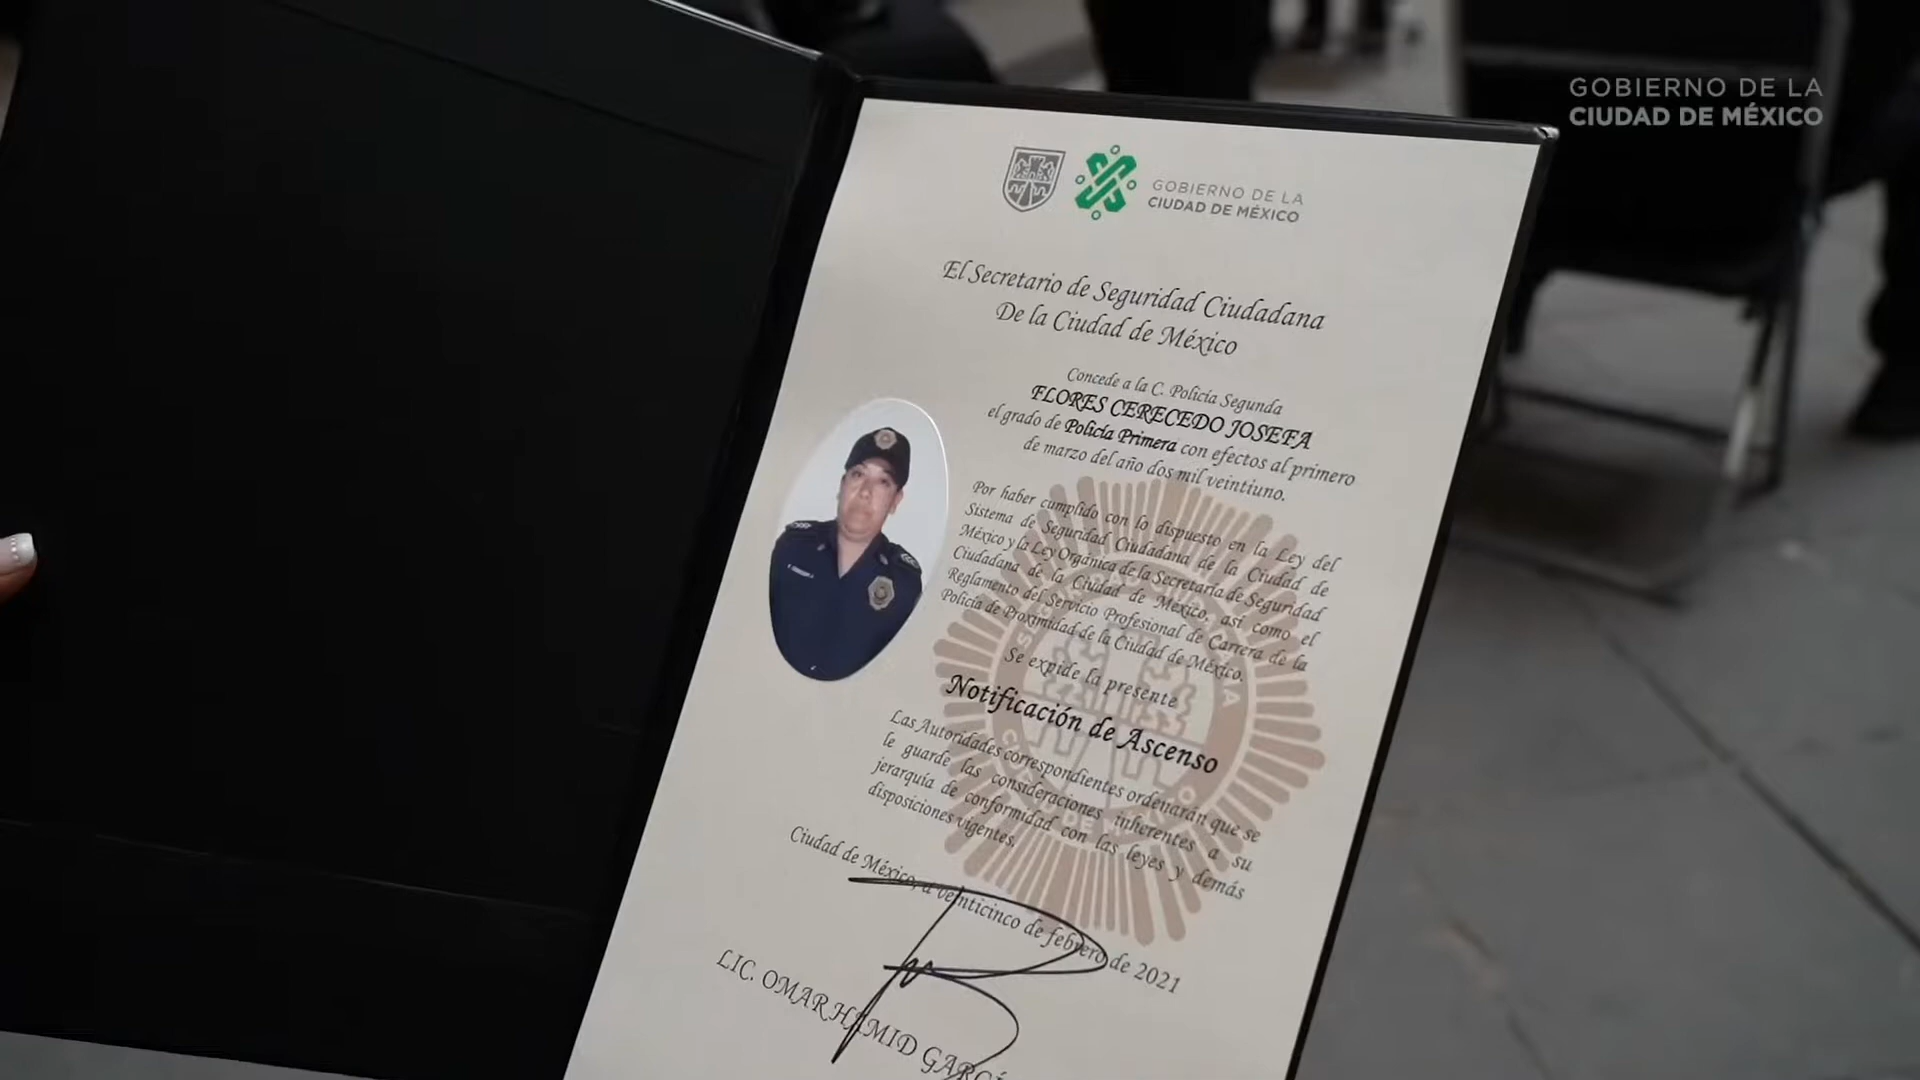 GOBIERNO DE LA
CIUDAD DE MÉXICO
GOBIERNO DE LA
CIUDAD DE MÉXICO
El Secretario de Seguridad Ciudadana
De la Ciudad de México
Concede a la C. Policía Segunda
FLORES CERECEDO JOSEFA
el grado de Policía Primera con efectos al primero
de marzo del año dos mil veintiuno.
Por haber cumplido con lo dispuesto en la Ley del
Sistema de Seguridad Ciudadana de la Ciudad de
México y la Ley Orgánica de la Secretaría de Seguridad
Ciudadana de la Ciudad de México, así como el
Reglamento del Servicio Profesional de Carrera de la
Policía de Proximidad de la Ciudad de México.
Se expide la presente
Notificación de Ascenso
Las Autoridades correspondientes ordenarán que se
le guarde las consideraciones inherentes a su
jerarquía de conformidad con las leyes y demás
disposiciones vigentes.
Ciudad de México, a veinticinco de febrero de 2021
LIC. OMAR HAMID